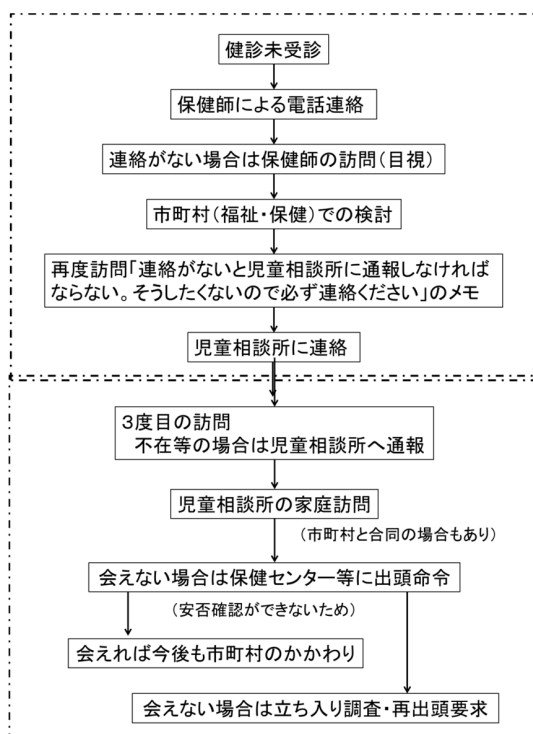 健診未受診
保健師による電話連絡
連絡がない場合は保健師の訪問(目視)
市町村(福祉・保健)での検討
再度訪問「連絡がないと児童相談所に通報しなければ
ならない。そうしたくないので必ず連絡ください」のメモ
児童相談所に連絡
3度目の訪問
不在等の場合は児童相談所へ通報
児童相談所の家庭訪問
(市町村と合同の場合もあり)
会えない場合は保健センター等に出頭命令
(安否確認ができないため)
会えれば今後も市町村のかかわり
会えない場合は立ち入り調査・再出頭要求